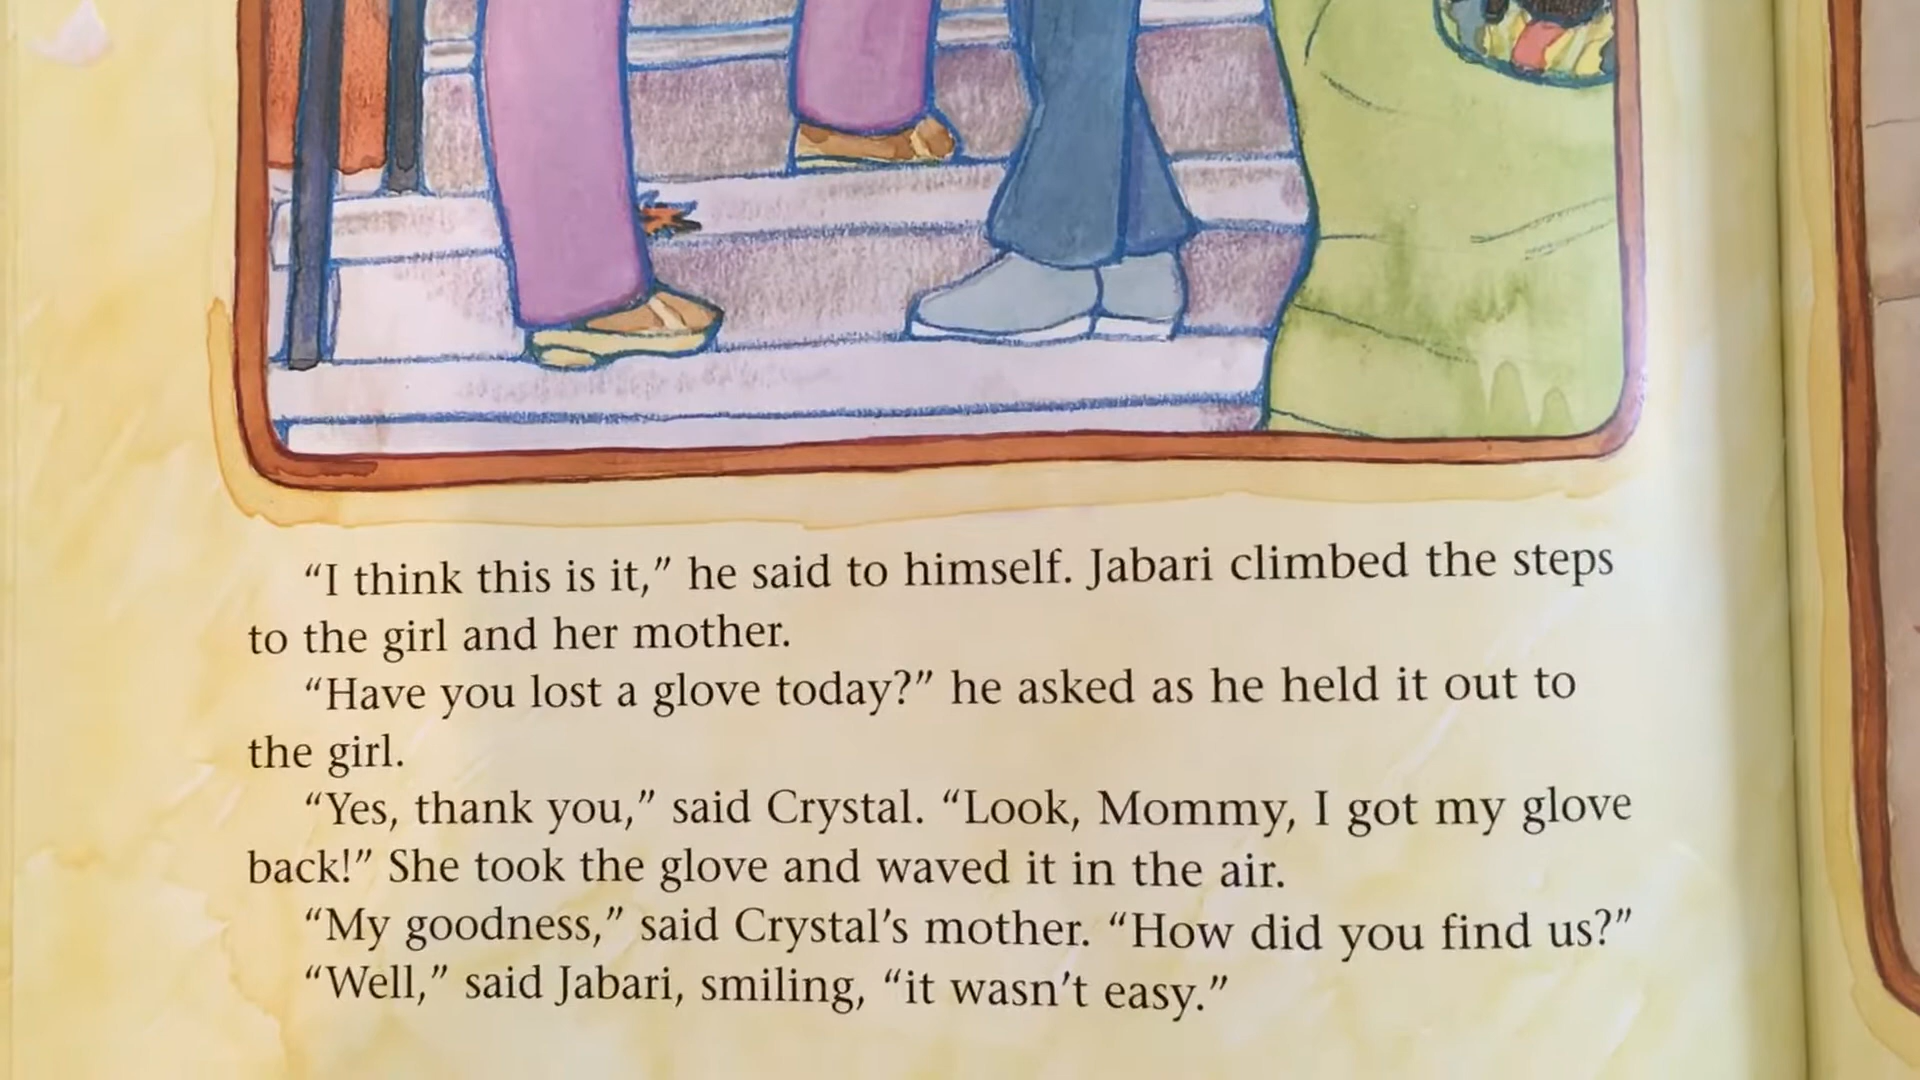 “I think this is it,” he said to himself. Jabari climbed the steps
to the girl and her mother.
“Have you lost a glove today?” he asked as he held it out to
the girl.
“Yes, thank you,” said Crystal. “Look, Mommy, I got my glove
back!” She took the glove and waved it in the air.
“My goodness,” said Crystal’s mother. “How did you find us?”
“Well,” said Jabari, smiling, “it wasn’t easy.”